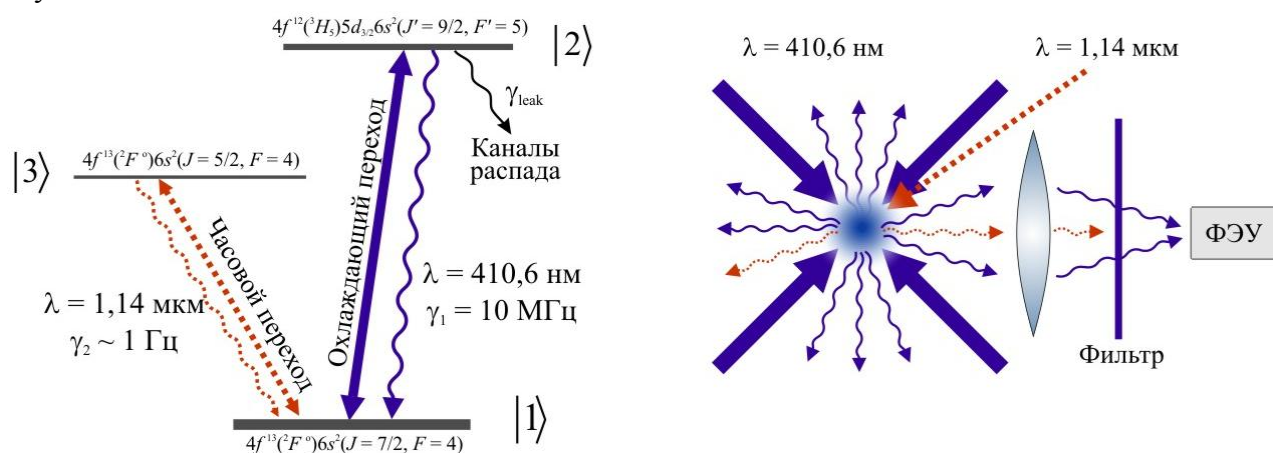 4f¹²(³H₅)5d₃/₂6s²(J' = 9/2, F' = 5)
|2⟩
λ = 410,6 нм
λ = 1,14 мкм
γleak
Каналы
распада
4f¹³(²F°)6s²(J = 5/2, F = 4)
|3⟩
Охлаждающий переход
Часовой переход
λ = 1,14 мкм
γ₂ ~ 1 Гц
λ = 410,6 нм
γ₁ = 10 МГц
ФЭУ
Фильтр
|1⟩
4f¹³(²F°)6s²(J = 7/2, F = 4)